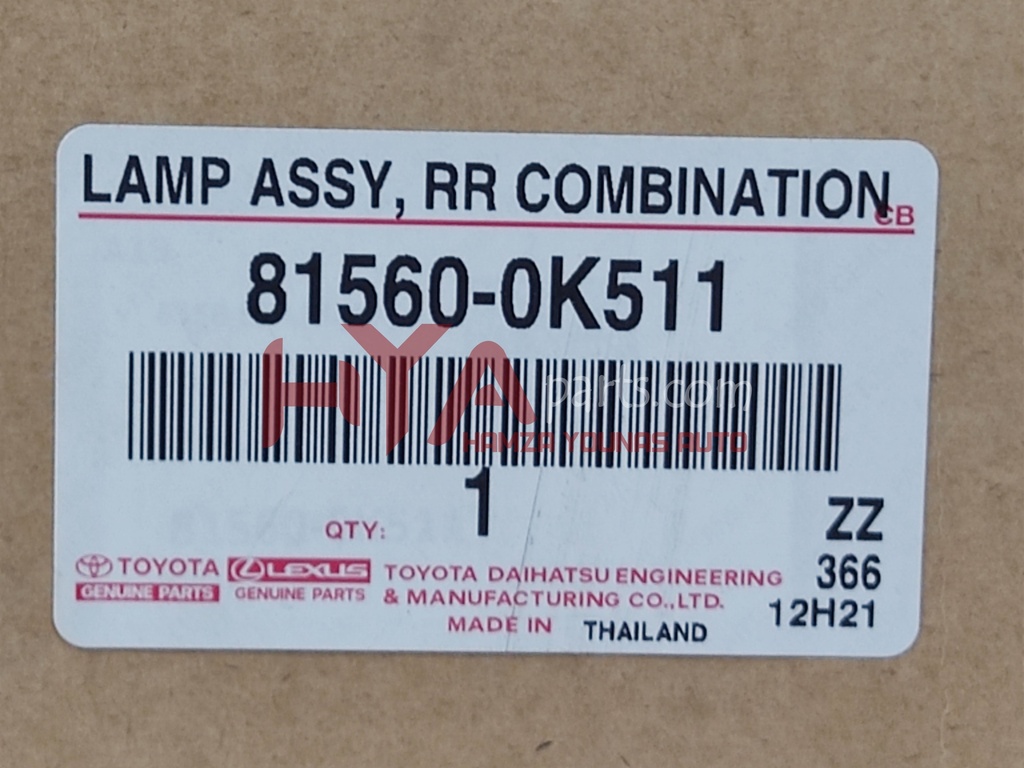 LAMP ASSY, RR COMBINATION
CB
81560-0K511
HYA parts.com
HAMZA YOUNAS AUTO
QTY: 1
ZZ
TOYOTA LEXUS TOYOTA DAIHATSU ENGINEERING 366
GENUINE PARTS GENUINE PARTS & MANUFACTURING CO.,LTD. 12H21
MADE IN THAILAND